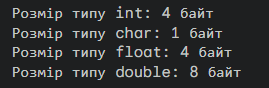 Розмір типу int: 4 байт
Розмір типу char: 1 байт
Розмір типу float: 4 байт
Розмір типу double: 8 байт